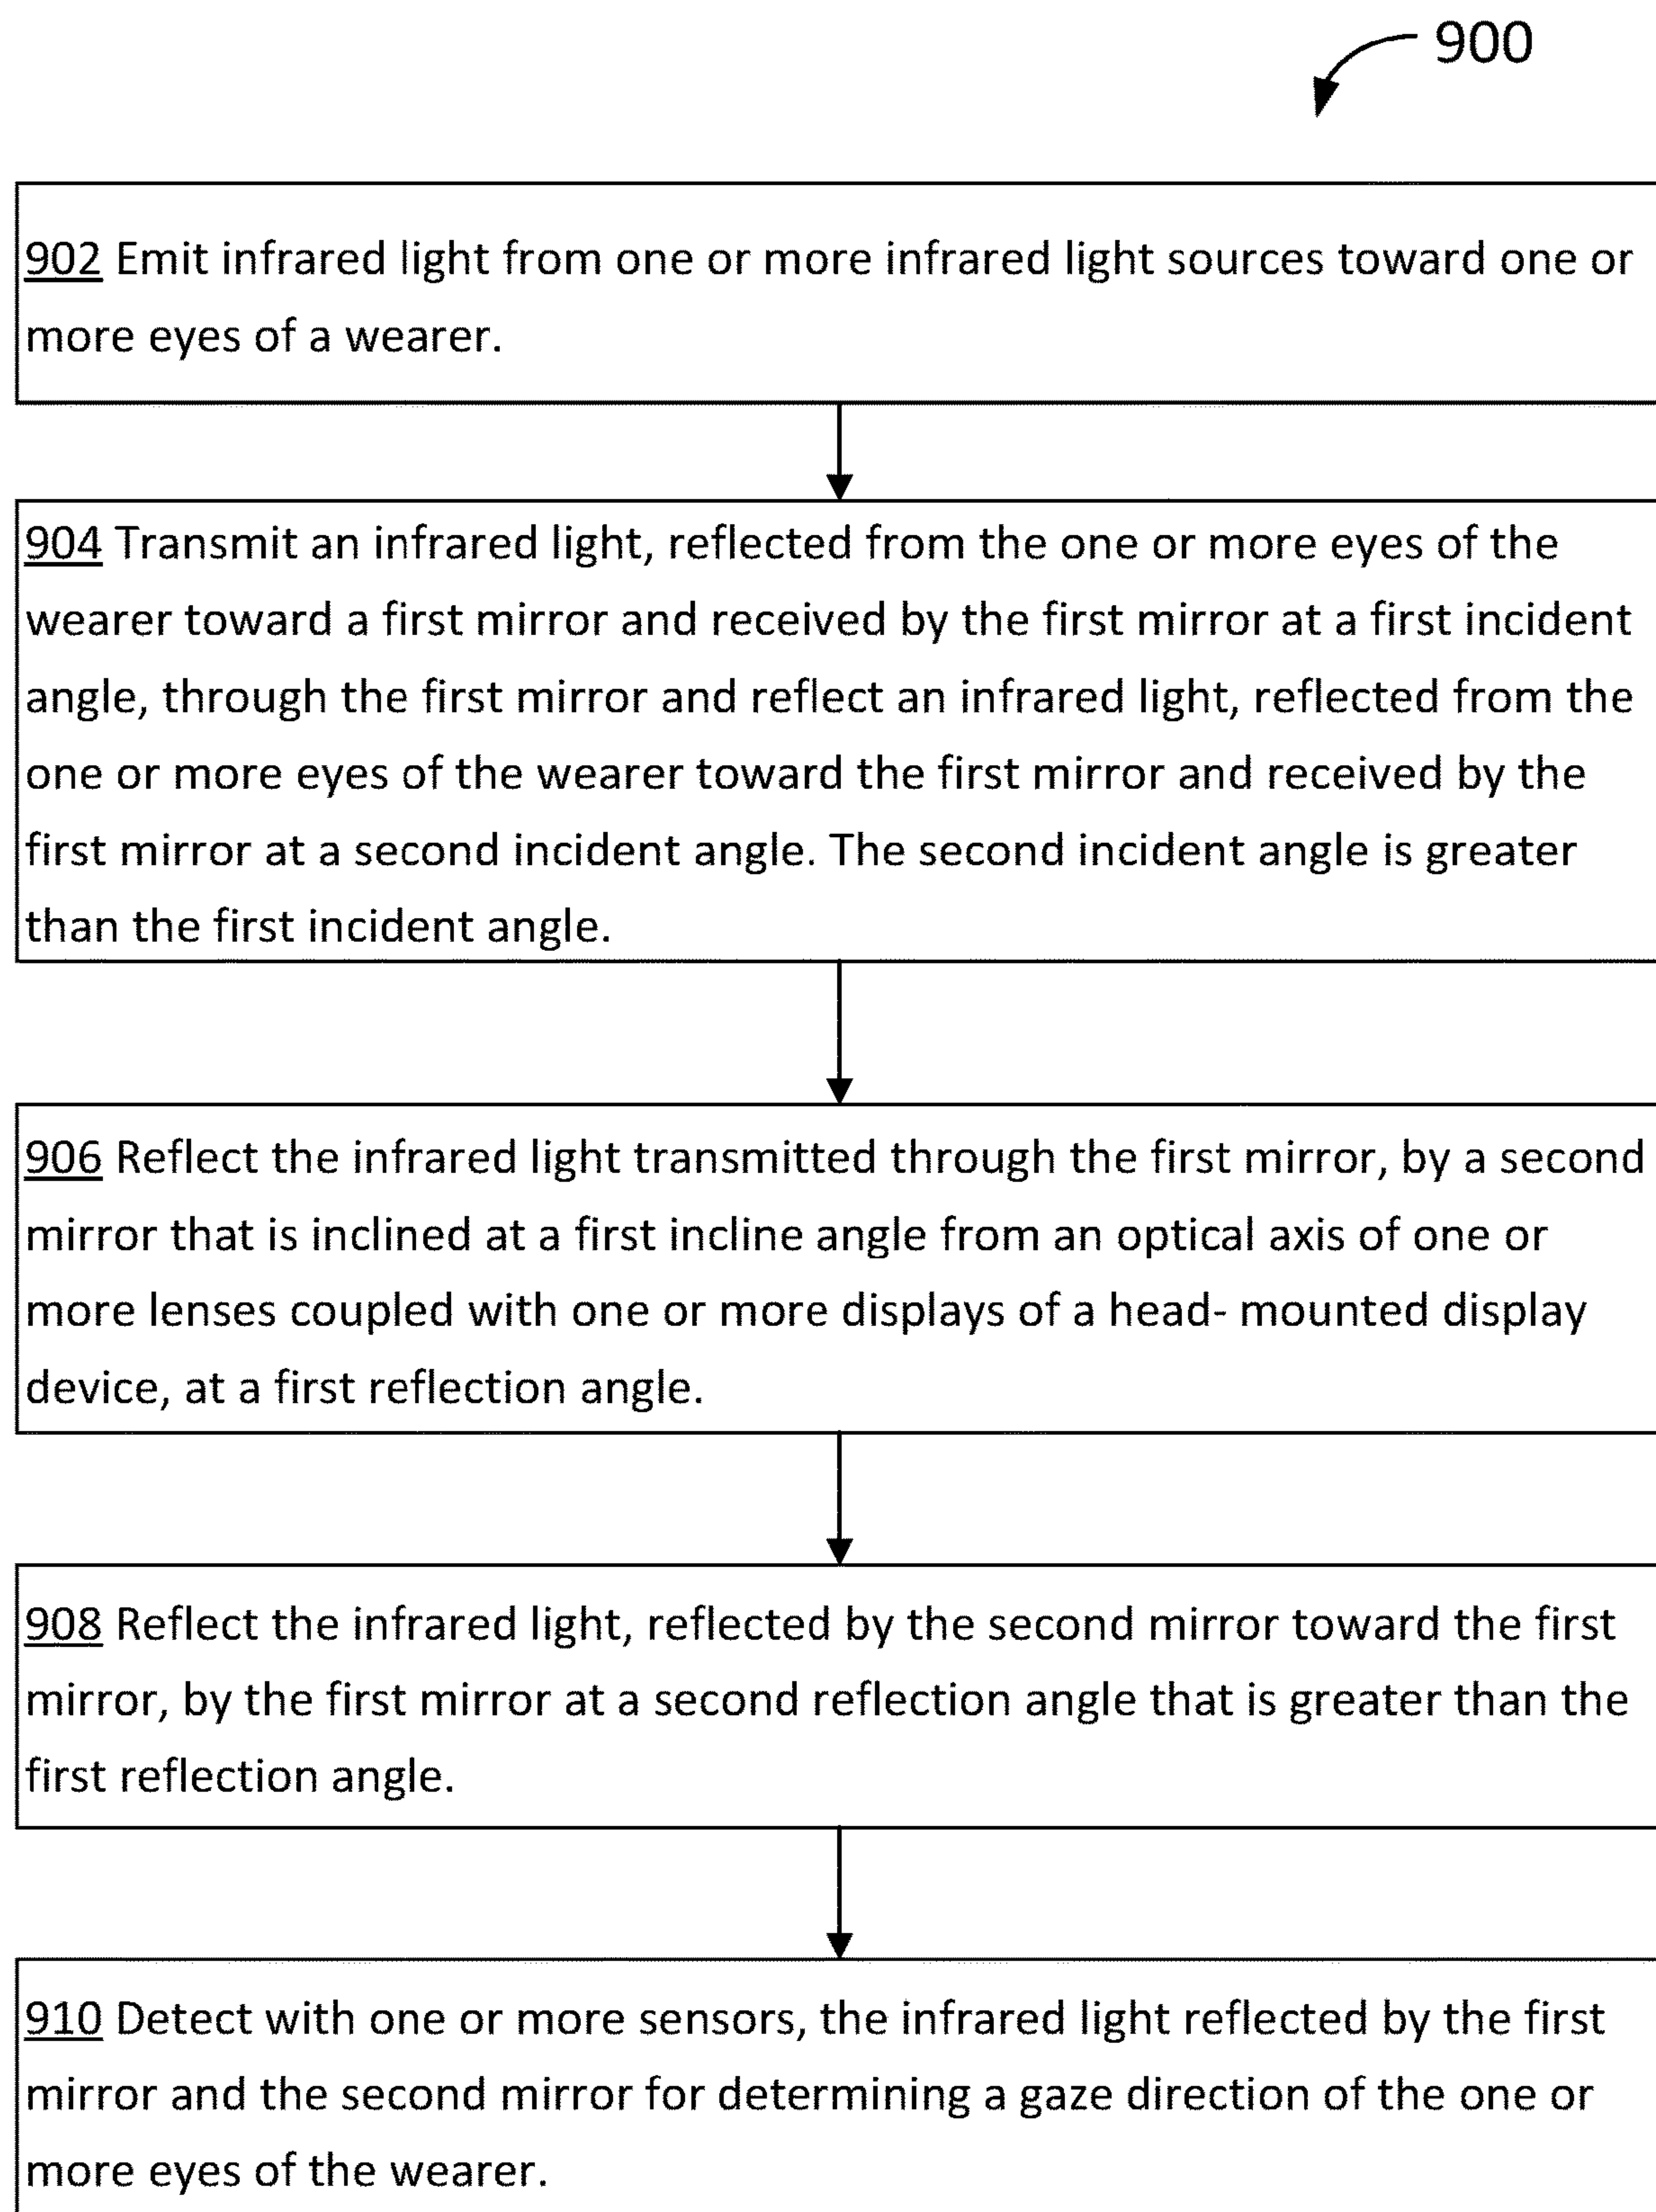 900
902 Emit infrared light from one or more infrared light sources toward one or
more eyes of a wearer.
904 Transmit an infrared light, reflected from the one or more eyes of the
wearer toward a first mirror and received by the first mirror at a first incident
angle, through the first mirror and reflect an infrared light, reflected from the
one or more eyes of the wearer toward the first mirror and received by the
first mirror at a second incident angle. The second incident angle is greater
than the first incident angle.
906 Reflect the infrared light transmitted through the first mirror, by a second
mirror that is inclined at a first incline angle from an optical axis of one or
more lenses coupled with one or more displays of a head- mounted display
device, at a first reflection angle.
908 Reflect the infrared light, reflected by the second mirror toward the first
mirror, by the first mirror at a second reflection angle that is greater than the
first reflection angle.
910 Detect with one or more sensors, the infrared light reflected by the first
mirror and the second mirror for determining a gaze direction of the one or
more eyes of the wearer.